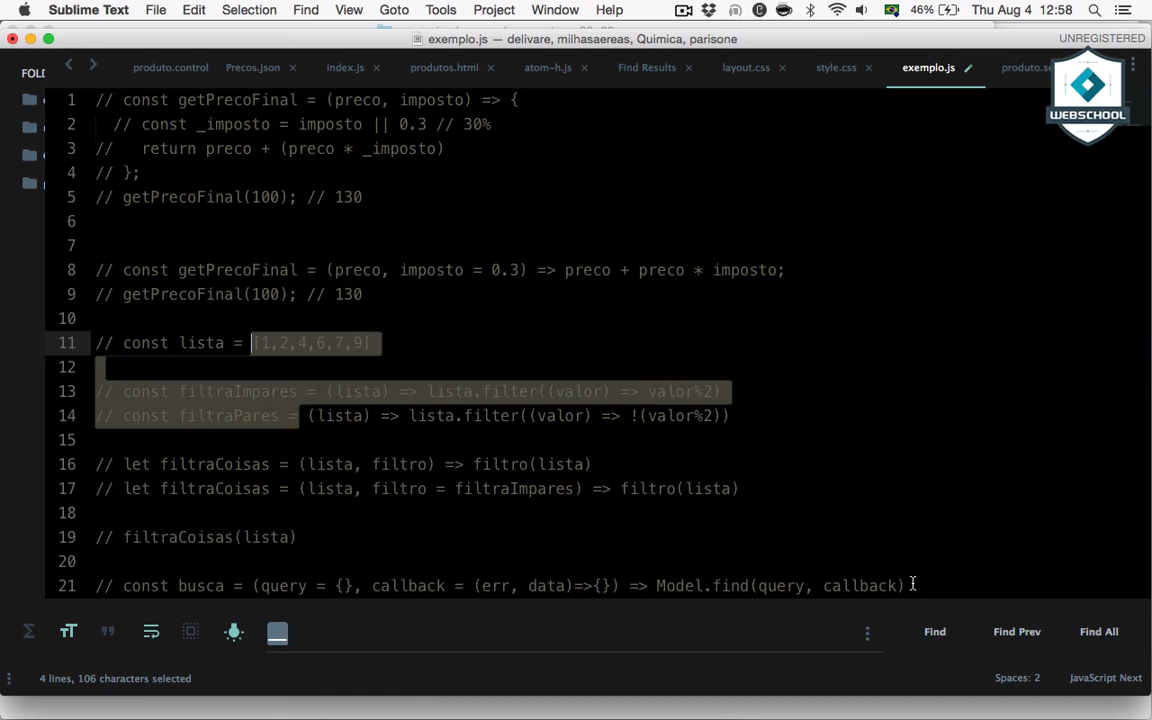 Sublime Text File Edit Selection Find View Goto Tools Project Window Help 46% Thu Aug 4 12:58
exemplo.js — delivare, milhasaereas, Quimica, parisone UNREGISTERED
FOLD produto.control Precos.json × index.js × produtos.html × atom-h.js × Find Results × layout.css × style.css × exemplo.js produto.se
WEBSCHOOL
1 // const getPrecoFinal = (preco, imposto) => {
2 // const _imposto = imposto || 0.3 // 30%
3 // return preco + (preco * _imposto)
4 // };
5 // getPrecoFinal(100); // 130
6
7
8 // const getPrecoFinal = (preco, imposto = 0.3) => preco + preco * imposto;
9 // getPrecoFinal(100); // 130
10
11 // const lista = [1,2,4,6,7,9]
12
13 // const filtraImpares = (lista) => lista.filter((valor) => valor%2)
14 // const filtraPares = (lista) => lista.filter((valor) => !(valor%2))
15
16 // let filtraCoisas = (lista, filtro) => filtro(lista)
17 // let filtraCoisas = (lista, filtro = filtraImpares) => filtro(lista)
18
19 // filtraCoisas(lista)
20
21 // const busca = (query = {}, callback = (err, data)=>{}) => Model.find(query, callback)
Find Find Prev Find All
4 lines, 106 characters selected Spaces: 2 JavaScript Next